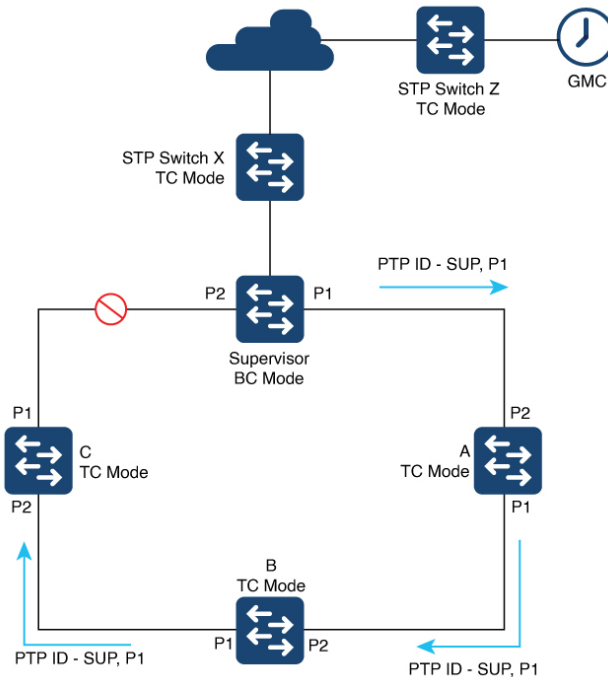 STP Switch Z
TC Mode
GMC
STP Switch X
TC Mode
PTP ID - SUP, P1
P2
P1
Supervisor
BC Mode
P1
C
TC Mode
P2
P2
A
TC Mode
P1
B
TC Mode
P1
P2
PTP ID - SUP, P1
PTP ID - SUP, P1